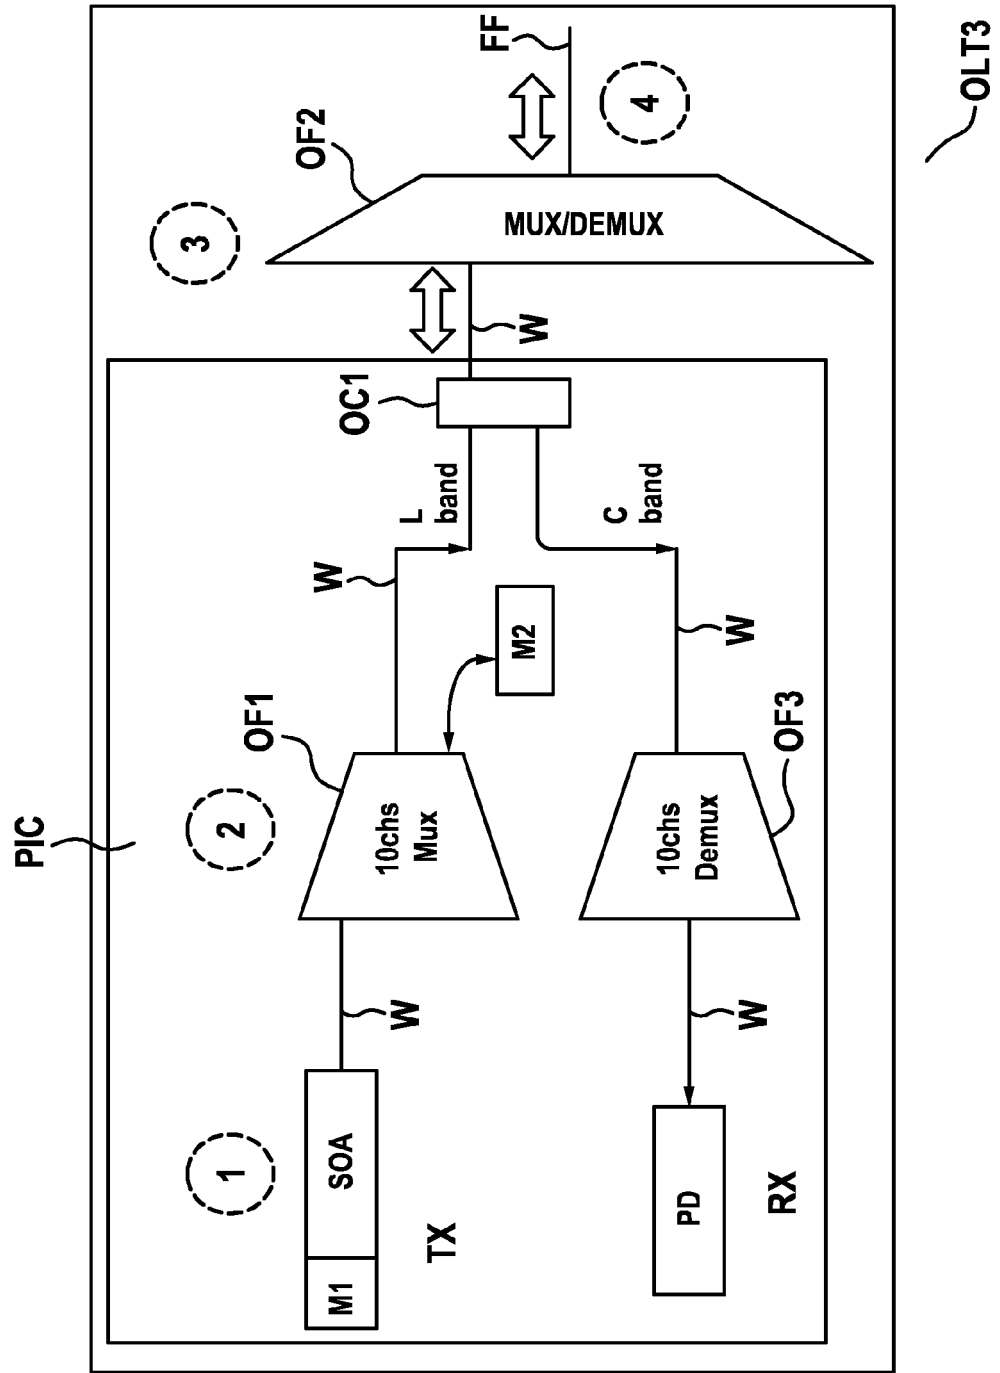 PIC
1
2
3
4
M1
SOA
TX
W
10chs
Mux
OF1
W
L
band
M2
OC1
W
OF2
MUX/DEMUX
FF
PD
RX
W
10chs
Demux
OF3
W
C
band
OLT3